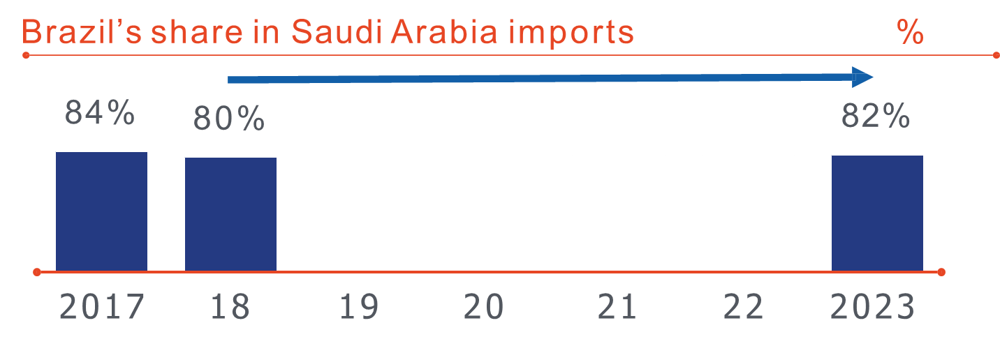 Brazil’s share in Saudi Arabia imports %
84% 80% 82%
2017 18 19 20 21 22 2023